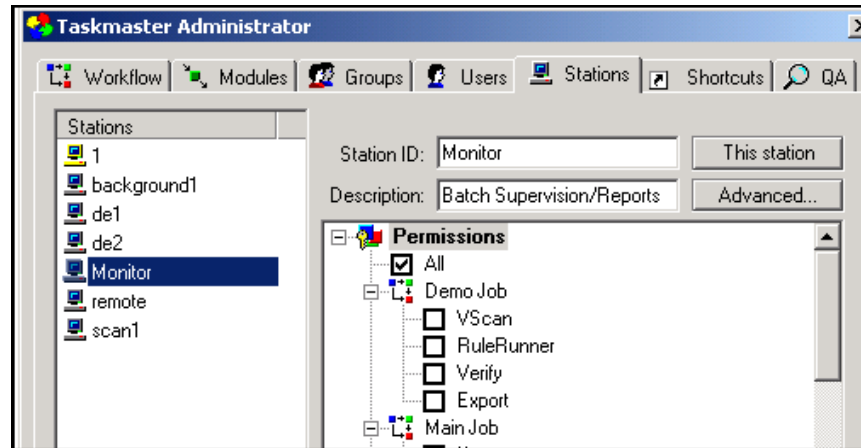 Taskmaster Administrator
Workflow Modules Groups Users Stations Shortcuts QA
Stations
1
background1
de1
de2
Monitor
remote
scan1
Station ID: Monitor This station
Description: Batch Supervision/Reports Advanced...
Permissions
All
Demo Job
VScan
RuleRunner
Verify
Export
Main Job